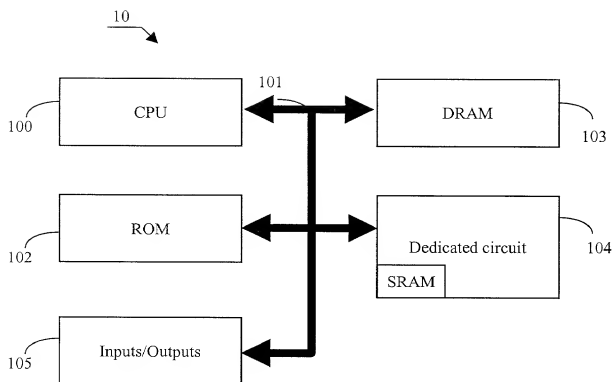 10
101
CPU
100
DRAM
103
ROM
102
Dedicated circuit
SRAM
104
Inputs/Outputs
105